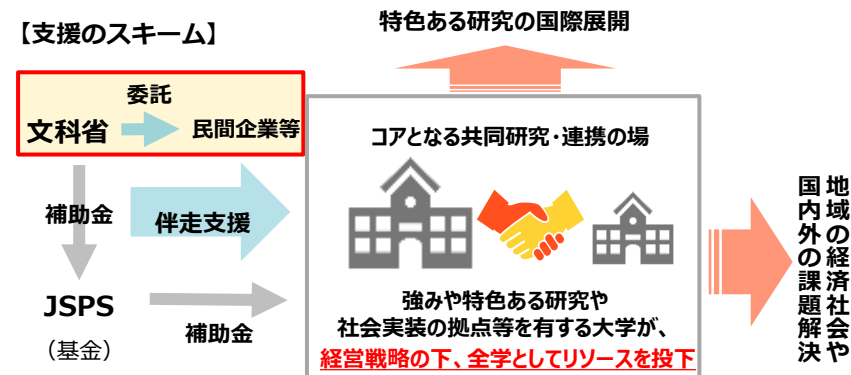 【支援のスキーム】
特色ある研究の国際展開
委託
文科省
民間企業等
コアとなる共同研究・連携の場
補助金
伴走支援
JSPS
（基金）
補助金
強みや特色ある研究や
社会実装の拠点等を有する大学が、
経営戦略の下、全学としてリソースを投下
地域の経済社会や
国内外の課題解決